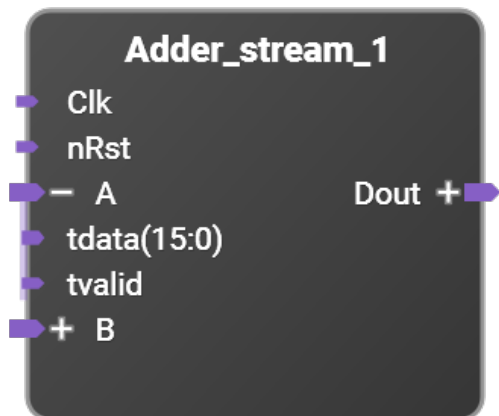 Adder_stream_1
Clk
nRst
− A Dout +
tdata(15:0)
tvalid
+ B